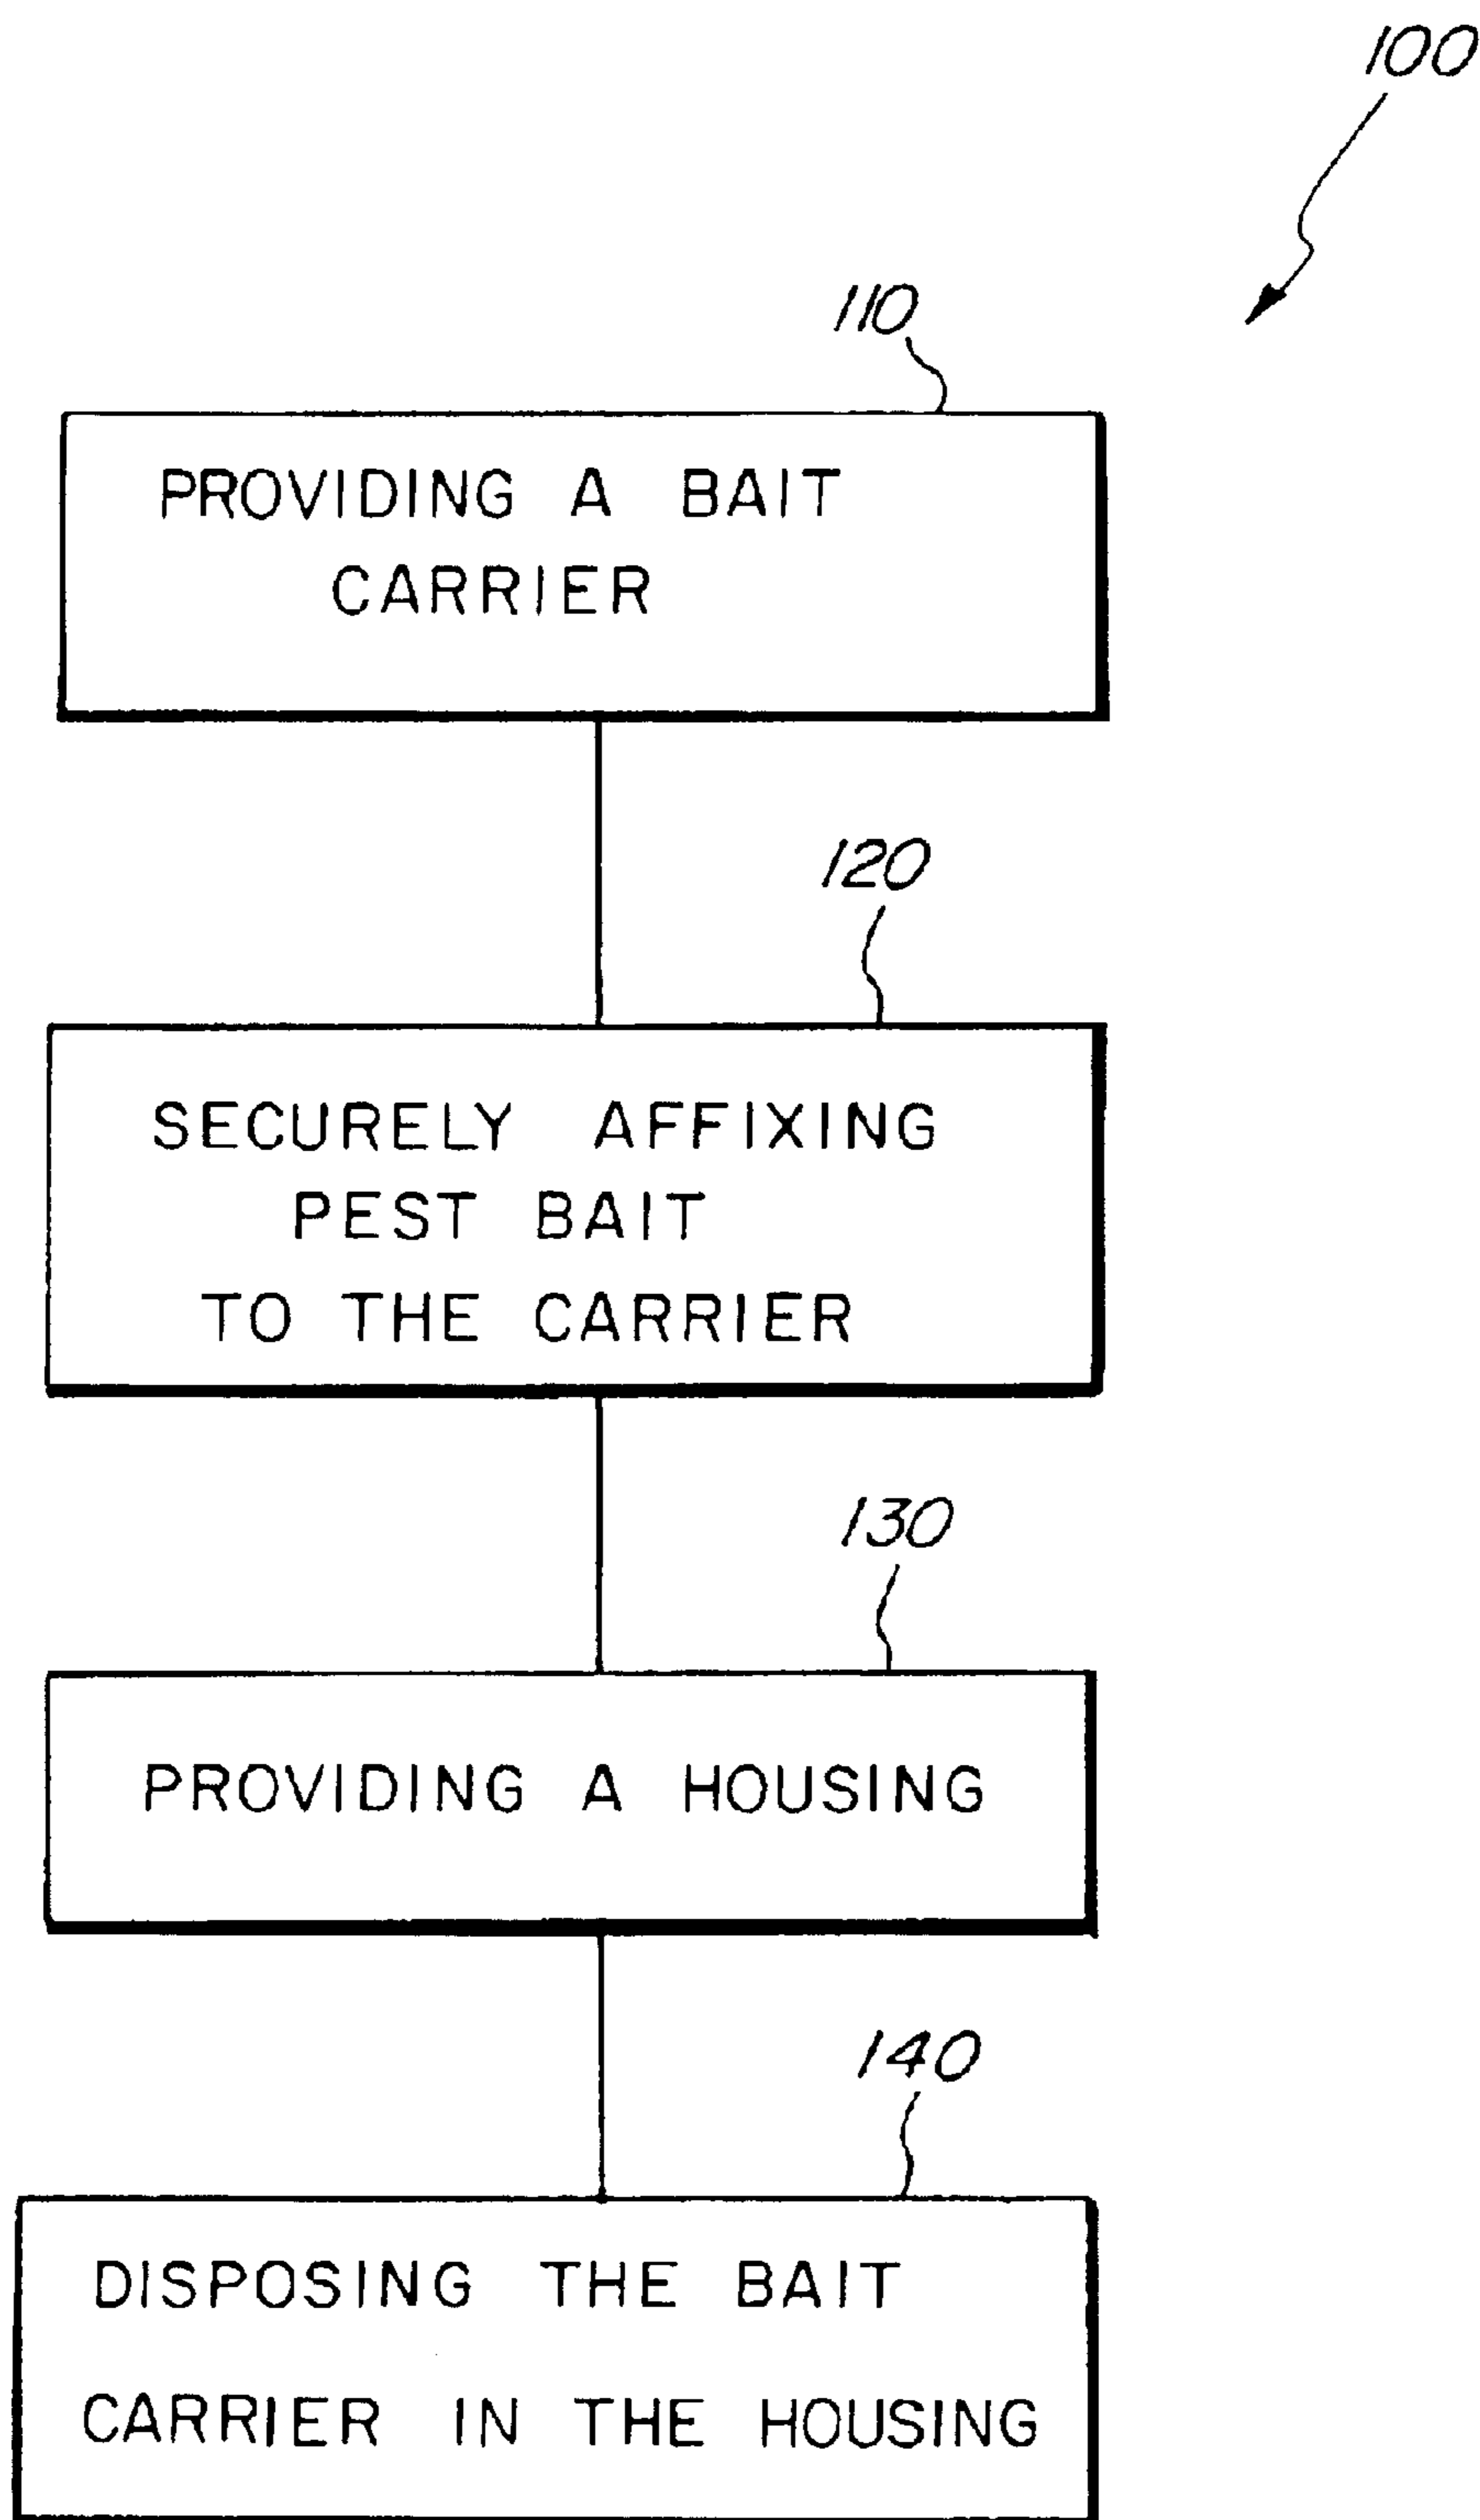 100
110
PROVIDING A BAIT
CARRIER
120
SECURELY AFFIXING
PEST BAIT
TO THE CARRIER
130
PROVIDING A HOUSING
140
DISPOSING THE BAIT
CARRIER IN THE HOUSING